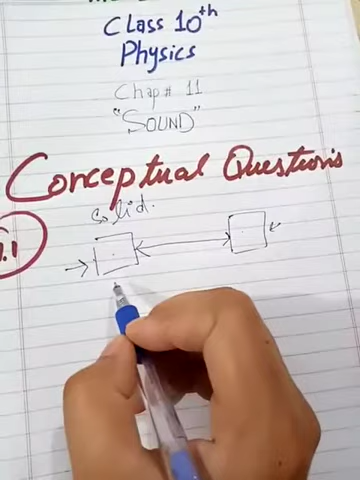 Class 10th
Physics
Chap # 11
"SOUND"
Conceptual Questions
solid.